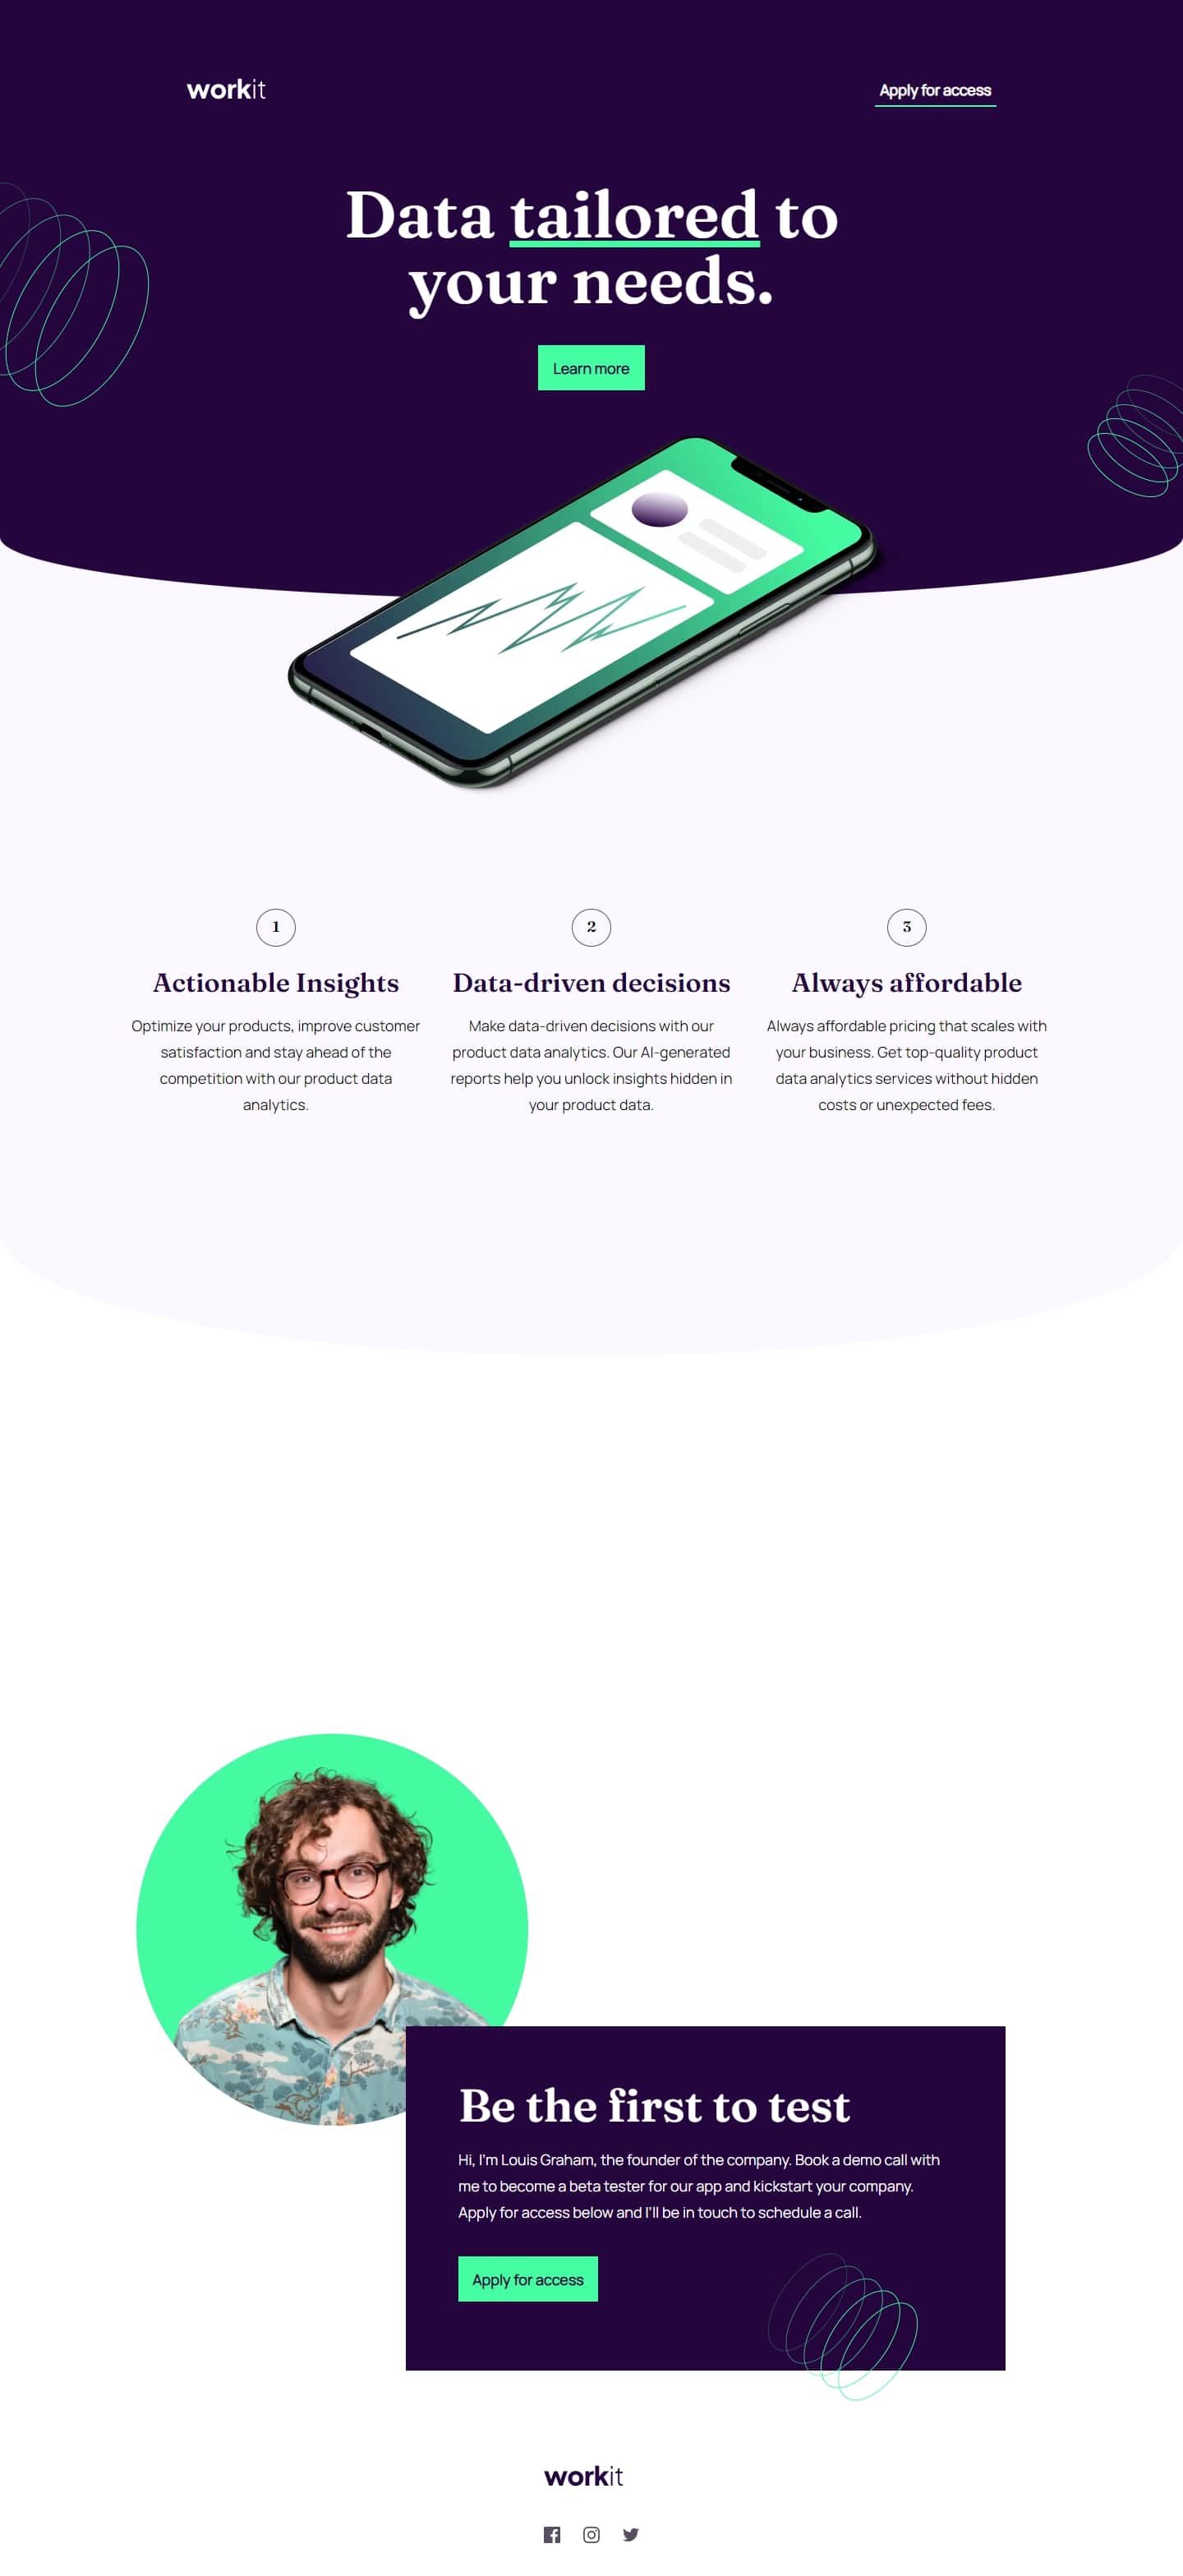 workit
Apply for access
Data tailored to
your needs.
Learn more
1
2
3
Actionable Insights
Data-driven decisions
Always affordable
Optimize your products, improve customer
satisfaction and stay ahead of the
competition with our product data
analytics.
Make data-driven decisions with our
product data analytics. Our AI-generated
reports help you unlock insights hidden in
your product data.
Always affordable pricing that scales with
your business. Get top-quality product
data analytics services without hidden
costs or unexpected fees.
Be the first to test
Hi, I'm Louis Graham, the founder of the company. Book a demo call with
me to become a beta tester for our app and kickstart your company.
Apply for access below and I'll be in touch to schedule a call.
Apply for access
workit